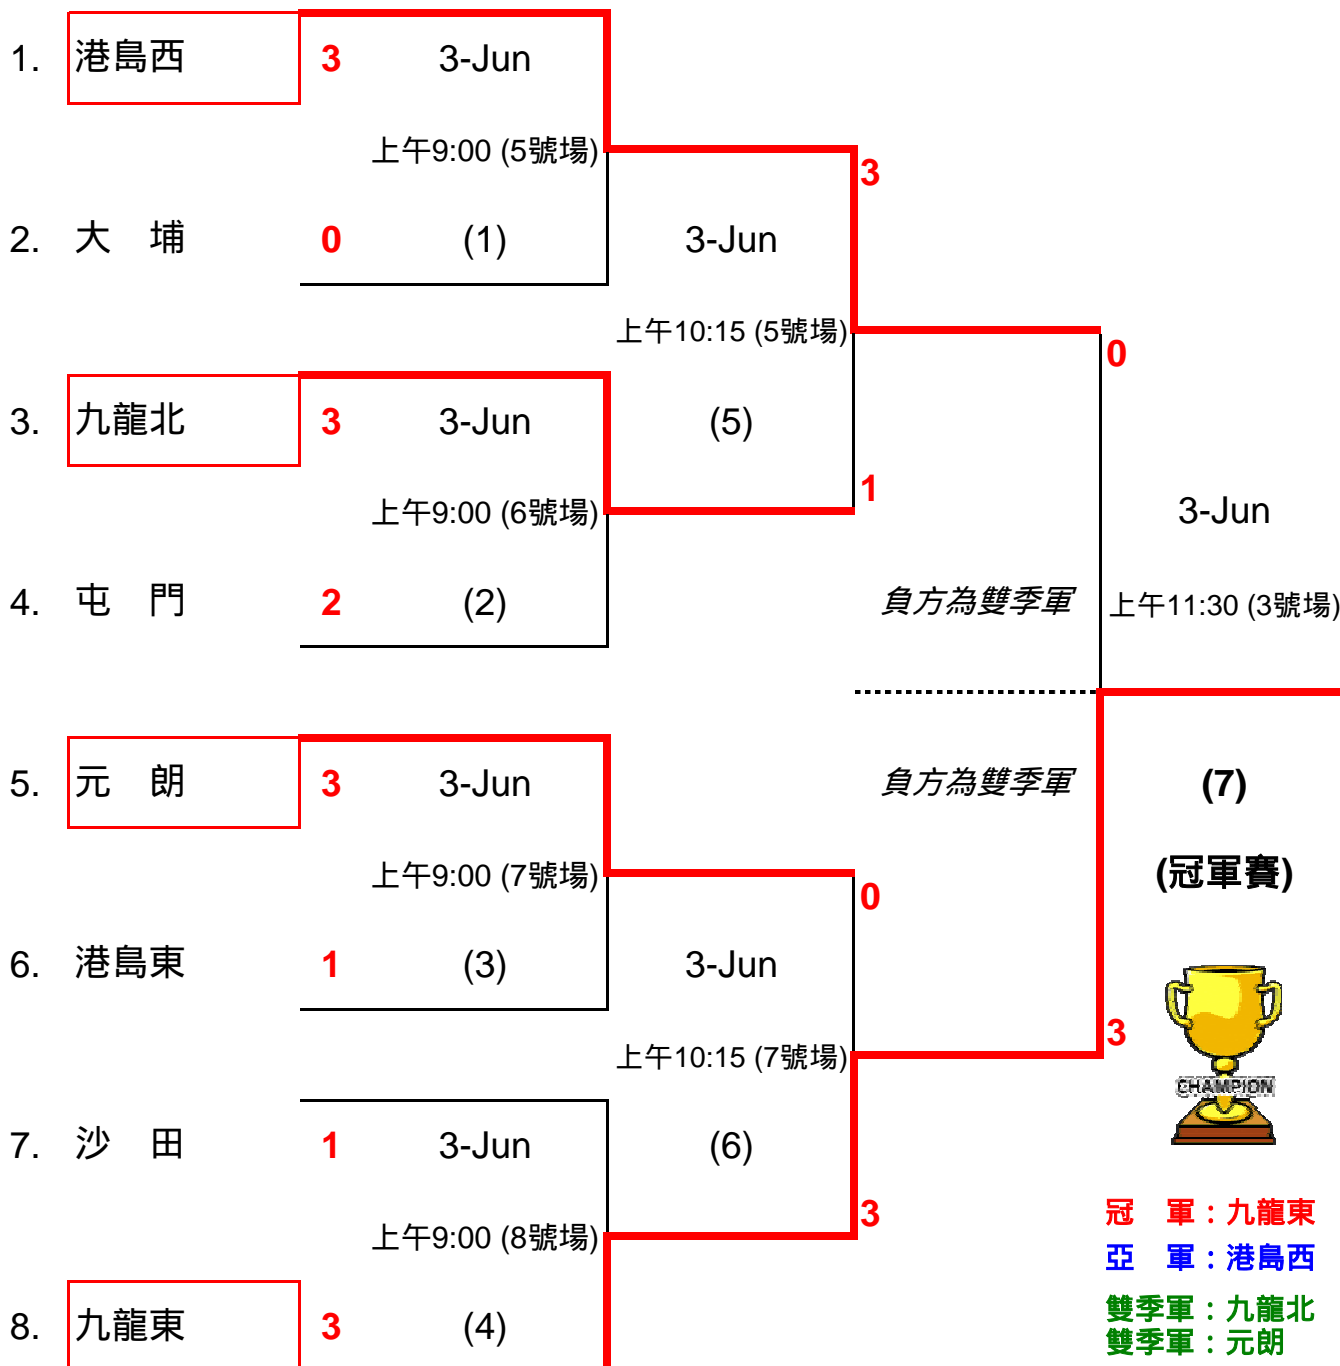 1. 港島西 3 3-Jun
上午9:00 (5號場)
3
2. 大　埔 0 (1) 3-Jun
上午10:15 (5號場)
0
3. 九龍北 3 3-Jun (5)
1
上午9:00 (6號場) 3-Jun
4. 屯　門 2 (2) 負方為雙季軍 上午11:30 (3號場)
5. 元　朗 3 3-Jun 負方為雙季軍 (7)
上午9:00 (7號場) (冠軍賽)
0
6. 港島東 1 (3) 3-Jun
3
上午10:15 (7號場)
CHAMPION
7. 沙　田 1 3-Jun (6)
3
冠　軍：九龍東
上午9:00 (8號場)
亞　軍：港島西
雙季軍：九龍北
8. 九龍東 3 (4)
雙季軍：元朗